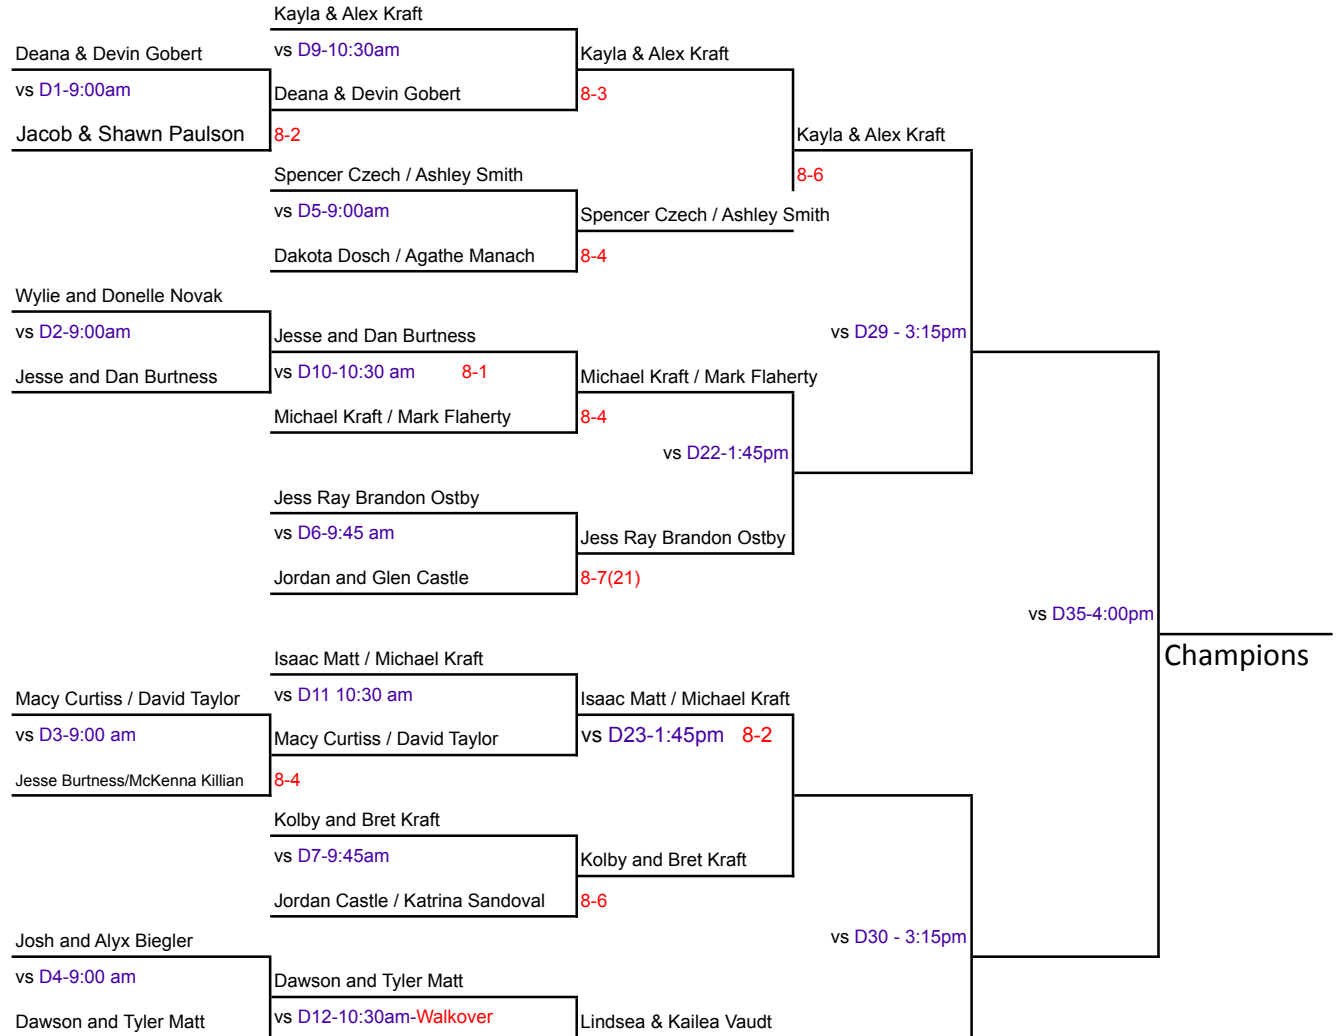 Kayla & Alex Kraft
Deana & Devin Gobert
vs D9-10:30am
Kayla & Alex Kraft
vs D1-9:00am
Deana & Devin Gobert
8-3
Jacob & Shawn Paulson
8-2
Kayla & Alex Kraft
Spencer Czech / Ashley Smith
8-6
vs D5-9:00am
Spencer Czech / Ashley Smith
Dakota Dosch / Agathe Manach
8-4
Wylie and Donelle Novak
vs D2-9:00am
Jesse and Dan Burtness
vs D29 - 3:15pm
Jesse and Dan Burtness
vs D10-10:30 am 8-1
Michael Kraft / Mark Flaherty
Michael Kraft / Mark Flaherty
8-4
vs D22-1:45pm
Jess Ray Brandon Ostby
vs D6-9:45 am
Jess Ray Brandon Ostby
Jordan and Glen Castle
8-7(21)
vs D35-4:00pm
Champions
Isaac Matt / Michael Kraft
Macy Curtiss / David Taylor
vs D11 10:30 am
Isaac Matt / Michael Kraft
vs D3-9:00 am
Macy Curtiss / David Taylor
vs D23-1:45pm 8-2
Jesse Burtness/McKenna Killian
8-4
Kolby and Bret Kraft
vs D7-9:45am
Kolby and Bret Kraft
Jordan Castle / Katrina Sandoval
8-6
Josh and Alyx Biegler
vs D30 - 3:15pm
vs D4-9:00 am
Dawson and Tyler Matt
Dawson and Tyler Matt
vs D12-10:30am-Walkover
Lindsea & Kailea Vaudt